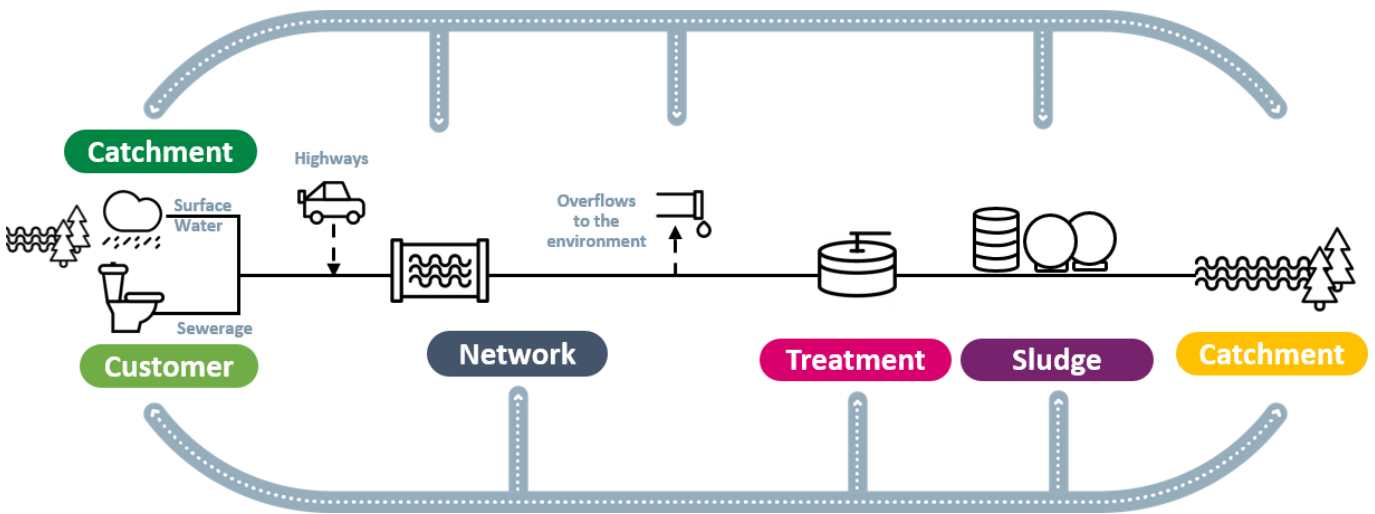 Catchment
Surface
Water
Sewerage
Customer
Highways
Network
Overflows
to the
environment
Treatment
Sludge
Catchment